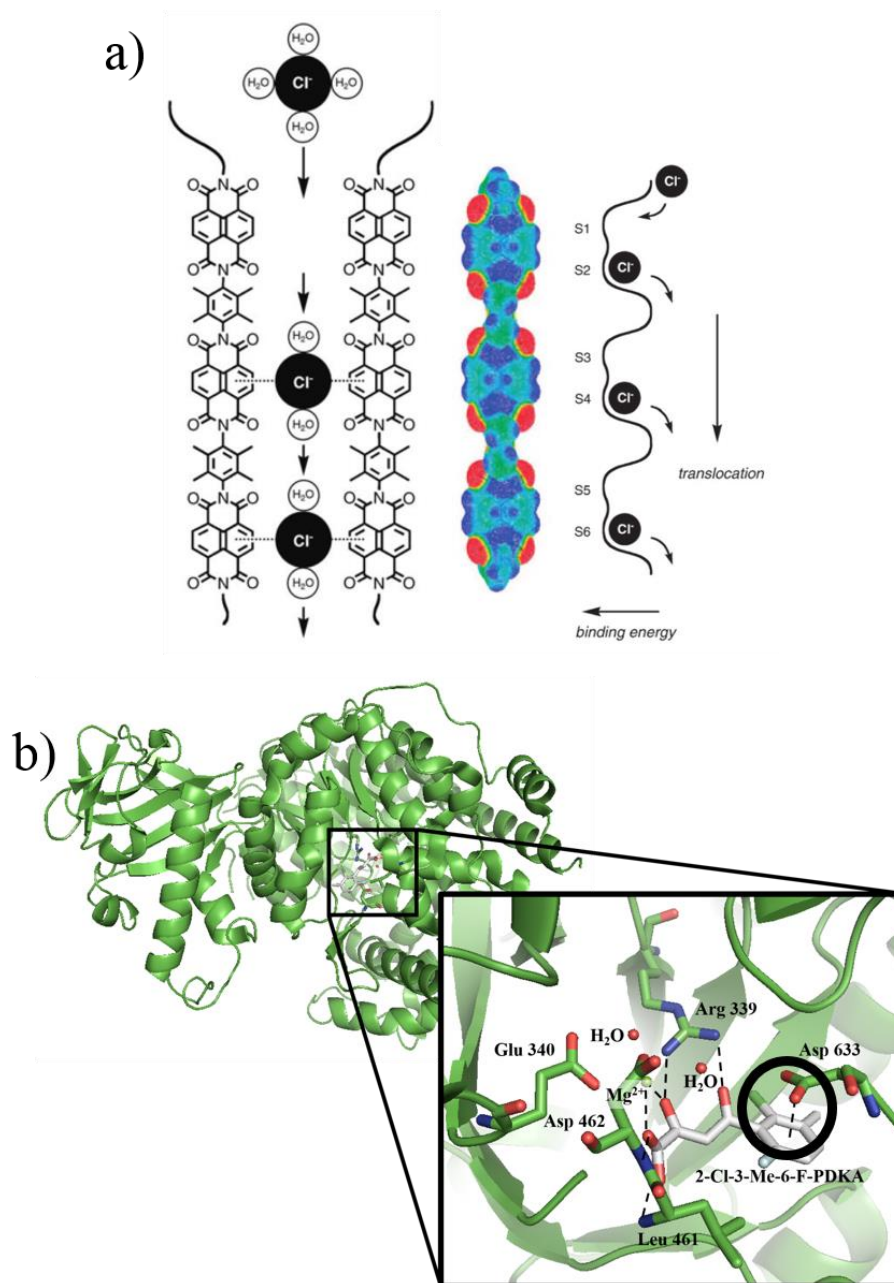 a)
H₂O
H₂O
Cl⁻
H₂O
H₂O
O
N
O
O
N
O
O
N
O
O
N
O
O
N
O
O
N
O
H₂O
Cl⁻
H₂O
O
N
O
O
N
O
O
N
O
O
N
O
H₂O
Cl⁻
H₂O
O
N
O
O
N
O
Cl⁻
S1
S2
Cl⁻
S3
S4
Cl⁻
translocation
S5
S6
Cl⁻
binding energy
b)
Arg 339
H₂O
Glu 340
Asp 633
H₂O
Mg²⁺
Asp 462
2-Cl-3-Me-6-F-PDKA
Leu 461